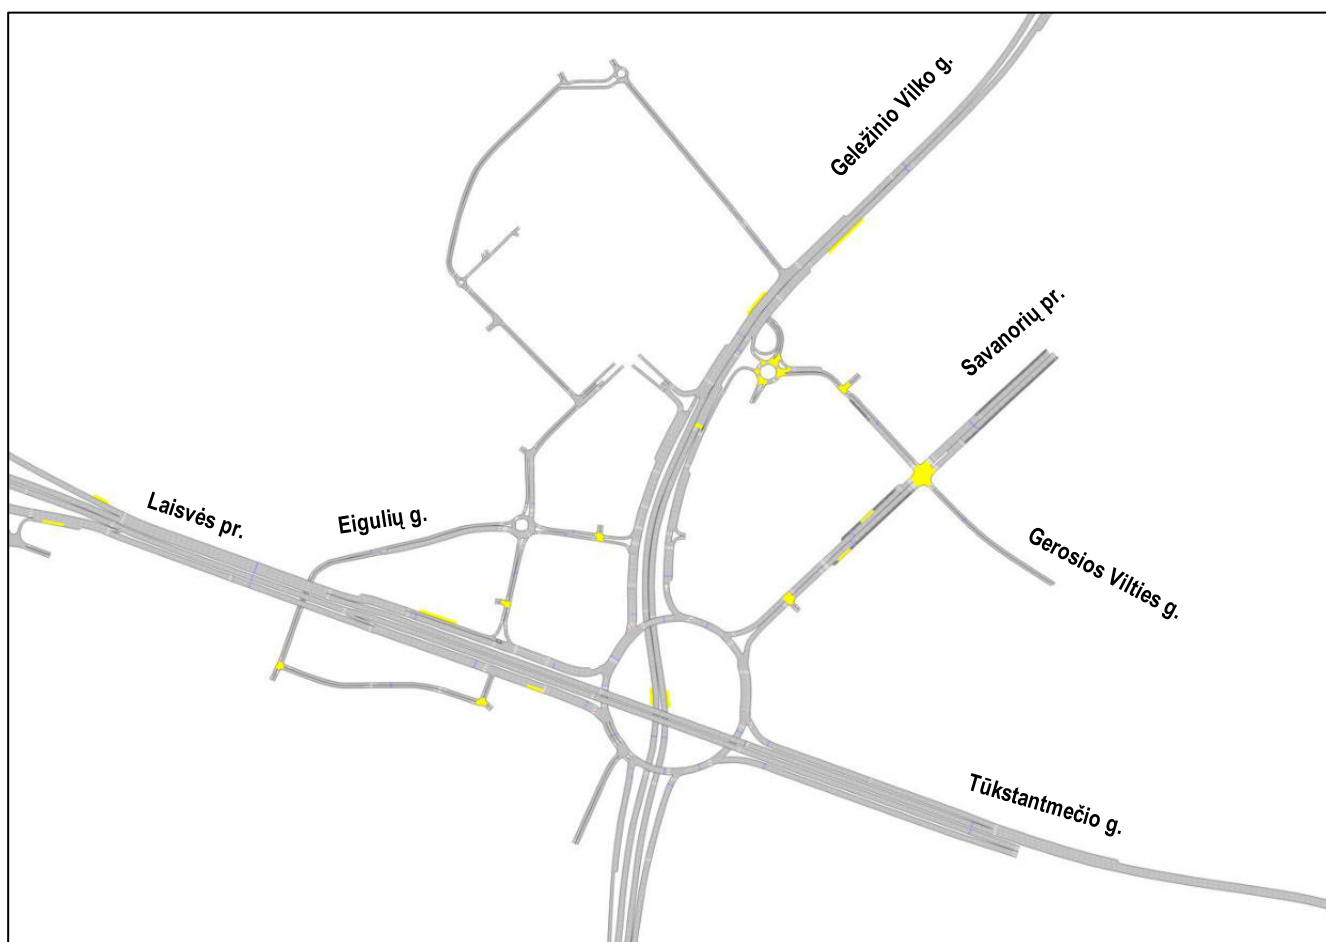 Geležinio Vilko g.
Savanorių pr.
Laisvės pr.
Eigulių g.
Gerosios Vilties g.
Tūkstantmečio g.